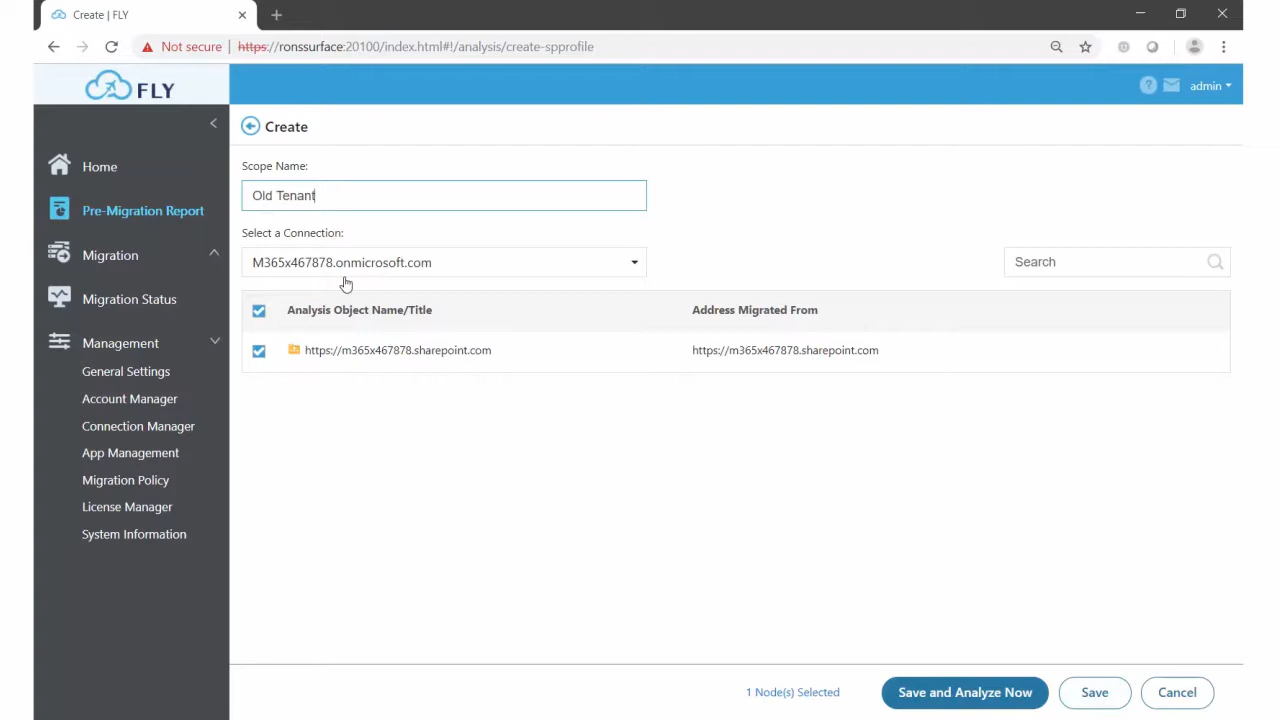 Create | FLY
Not secure | https://ronssurface:20100/index.html#!/analysis/create-spprofile
FLY
admin
Home
Pre-Migration Report
Migration
Migration Status
Management
General Settings
Account Manager
Connection Manager
App Management
Migration Policy
License Manager
System Information
Create
Scope Name:
Old Tenant
Select a Connection:
M365x467878.onmicrosoft.com
Search
Analysis Object Name/Title Address Migrated From
https://m365x467878.sharepoint.com https://m365x467878.sharepoint.com
1 Node(s) Selected
Save and Analyze Now
Save
Cancel